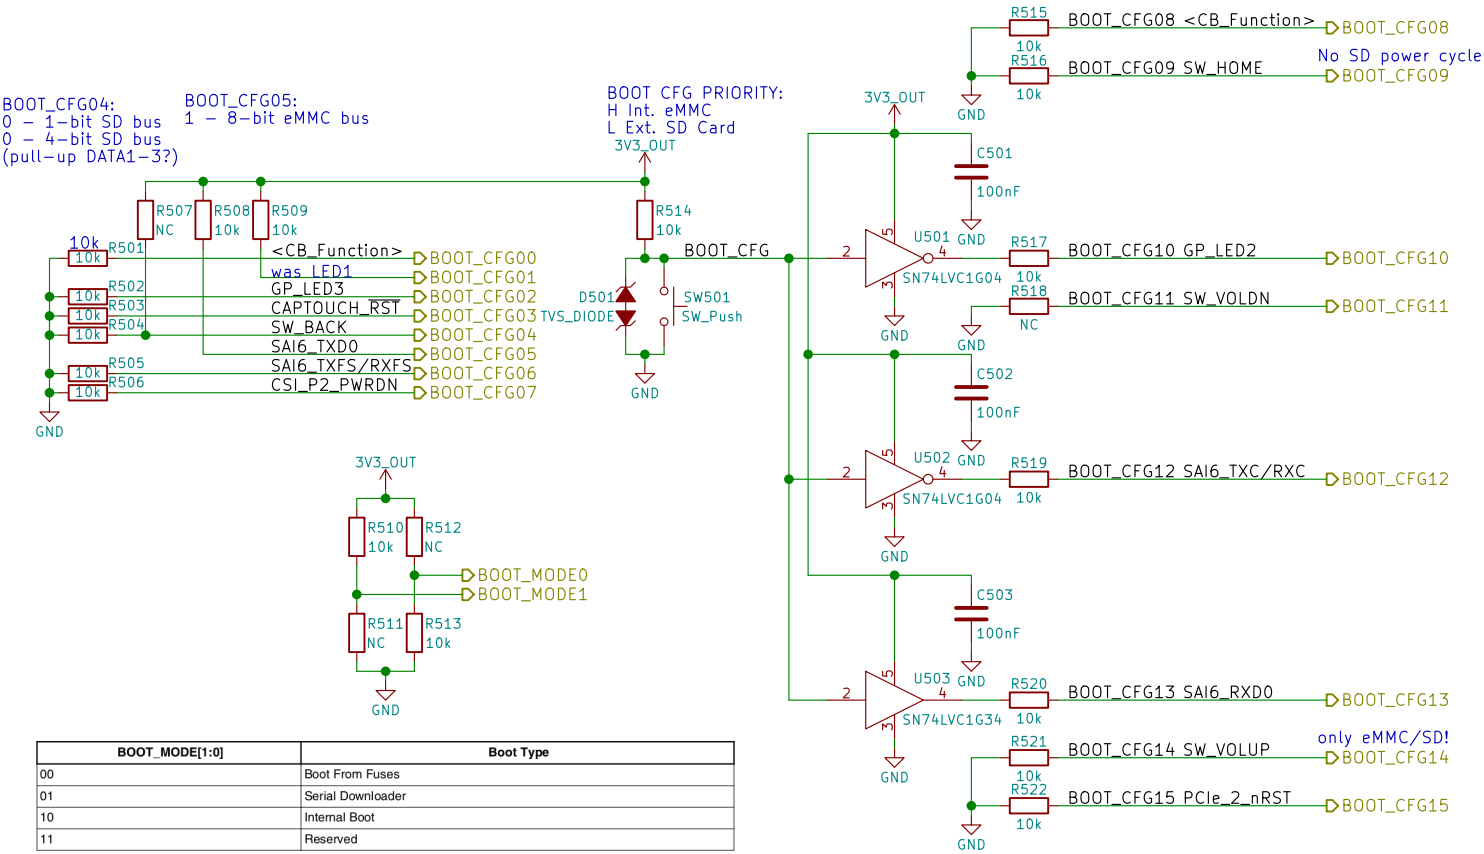 BOOT_CFG04:
0 – 1–bit SD bus
0 – 4–bit SD bus
(pull–up DATA1–3?)
BOOT_CFG05:
1 – 8–bit eMMC bus
BOOT CFG PRIORITY:
H Int. eMMC
L Ext. SD Card
3V3_OUT
R507
NC
R508
10k
R509
10k
R514
10k
10k
R501
10k
<CB_Function>
BOOT_CFG00
was LED1
BOOT_CFG01
R502
10k
GP_LED3
BOOT_CFG02
R503
10k
CAPTOUCH_RST
BOOT_CFG03
R504
10k
SW_BACK
BOOT_CFG04
SAI6_TXD0
BOOT_CFG05
R505
10k
SAI6_TXFS/RXFS
BOOT_CFG06
R506
10k
CSI_P2_PWRDN
BOOT_CFG07
GND
BOOT_CFG
D501
TVS_DIODE
SW501
SW_Push
GND
3V3_OUT
R510
10k
R512
NC
BOOT_MODE0
BOOT_MODE1
R511
NC
R513
10k
GND
R515
10k
BOOT_CFG08 <CB_Function>
BOOT_CFG08
No SD power cycle
R516
10k
BOOT_CFG09 SW_HOME
BOOT_CFG09
GND
3V3_OUT
C501
100nF
GND
5
U501
2
4
3
SN74LVC1G04
GND
R517
10k
BOOT_CFG10 GP_LED2
BOOT_CFG10
R518
NC
BOOT_CFG11 SW_VOLDN
BOOT_CFG11
GND
C502
100nF
GND
5
U502
2
4
3
SN74LVC1G04
GND
R519
10k
BOOT_CFG12 SAI6_TXC/RXC
BOOT_CFG12
C503
100nF
GND
5
U503
2
4
3
SN74LVC1G34
GND
R520
10k
BOOT_CFG13 SAI6_RXD0
BOOT_CFG13
only eMMC/SD!
R521
10k
BOOT_CFG14 SW_VOLUP
BOOT_CFG14
R522
10k
BOOT_CFG15 PCIe_2_nRST
BOOT_CFG15
GND
BOOT_MODE[1:0] Boot Type
00 Boot From Fuses
01 Serial Downloader
10 Internal Boot
11 Reserved